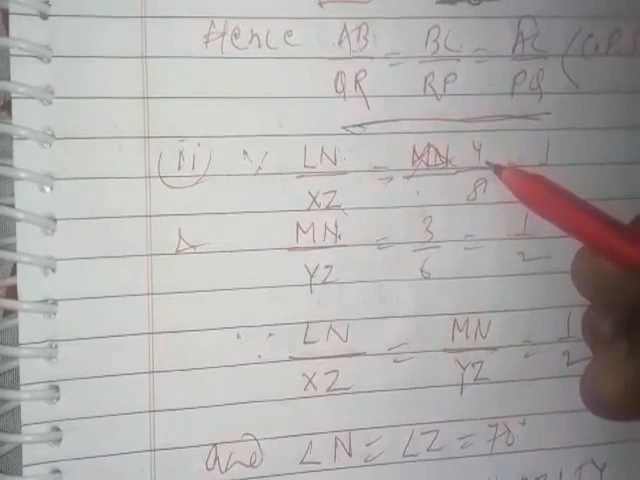 Hence AB/QR = BC/RP = AC/PQ
(ii) ∵ LN/XZ = 4/8 = 1
& MN/YZ = 3/6 = 1/2
∵ LN/XZ = MN/YZ = 1/2
and ∠N = ∠Z = 70°